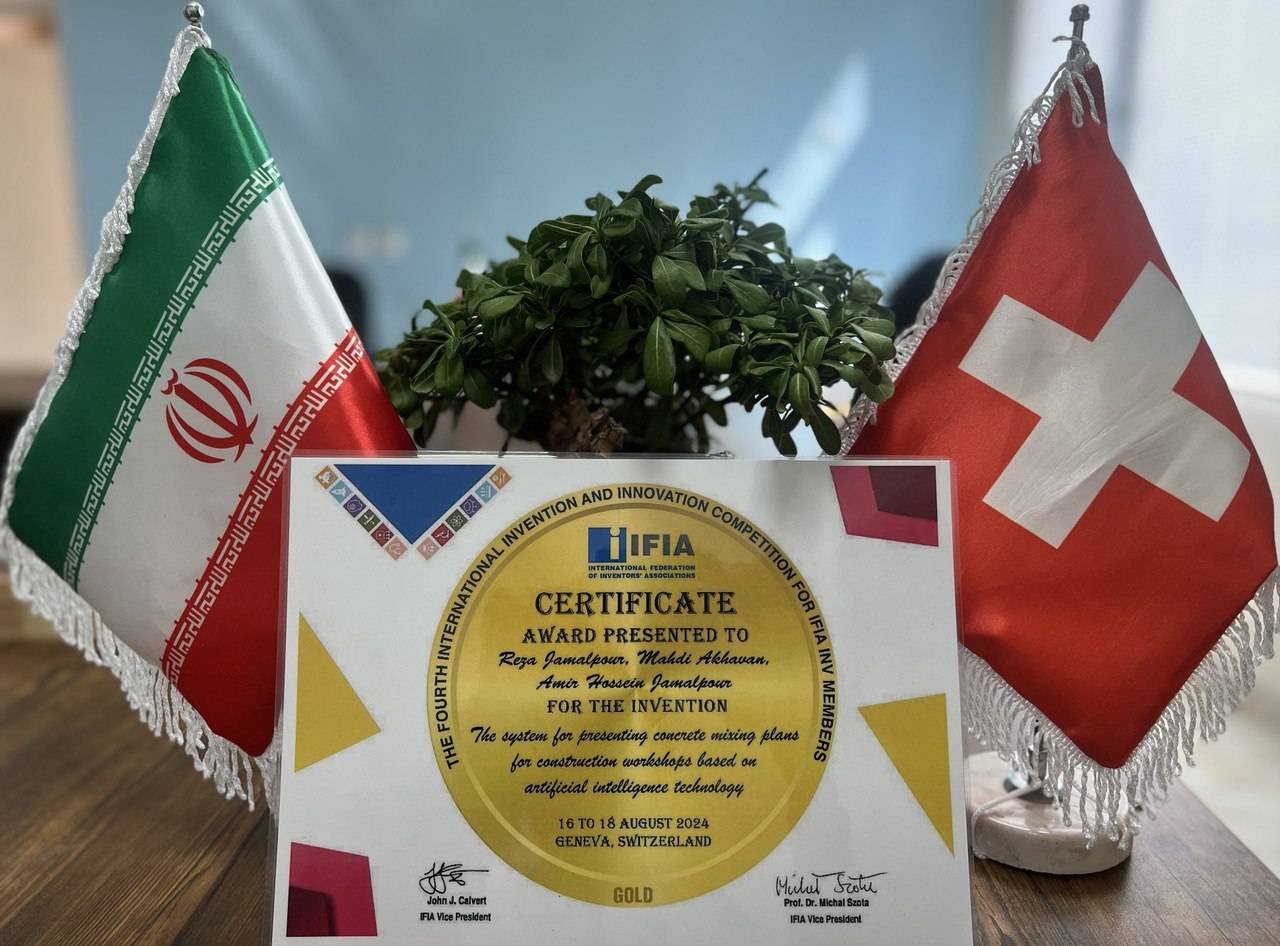 THE FOURTH INTERNATIONAL INVENTION AND INNOVATION COMPETITION FOR IFIA INV MEMBERS
IFIA
INTERNATIONAL FEDERATION
OF INVENTORS' ASSOCIATIONS
CERTIFICATE
AWARD PRESENTED TO
Reza Jamalpour, Mahdi Akhavan,
Amir Hossein Jamalpour
FOR THE INVENTION
The system for presenting concrete mixing plans
for construction workshops based on
artificial intelligence technology
16 TO 18 AUGUST 2024
GENEVA, SWITZERLAND
GOLD
John J. Calvert
IFIA Vice President
Michal Szota
Prof. Dr. Michal Szota
IFIA Vice President